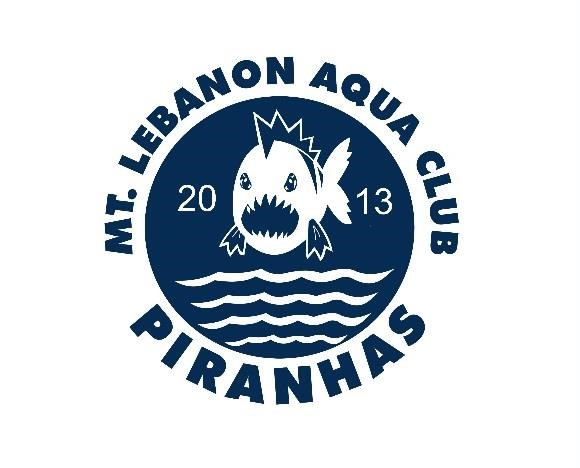 MT. LEBANON AQUA CLUB
20 13
PIRANHAS